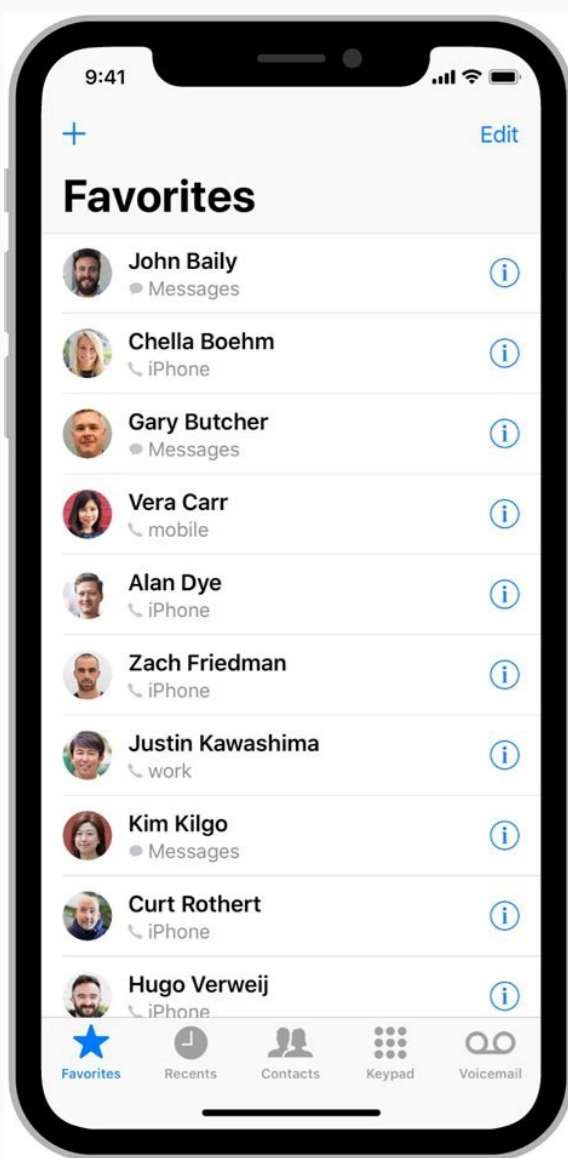 9:41
Edit
Favorites
John Baily
Messages
Chella Boehm
iPhone
Gary Butcher
Messages
Vera Carr
mobile
Alan Dye
iPhone
Zach Friedman
iPhone
Justin Kawashima
work
Kim Kilgo
Messages
Curt Rothert
iPhone
Hugo Verweij
iPhone
Favorites Recents Contacts Keypad Voicemail